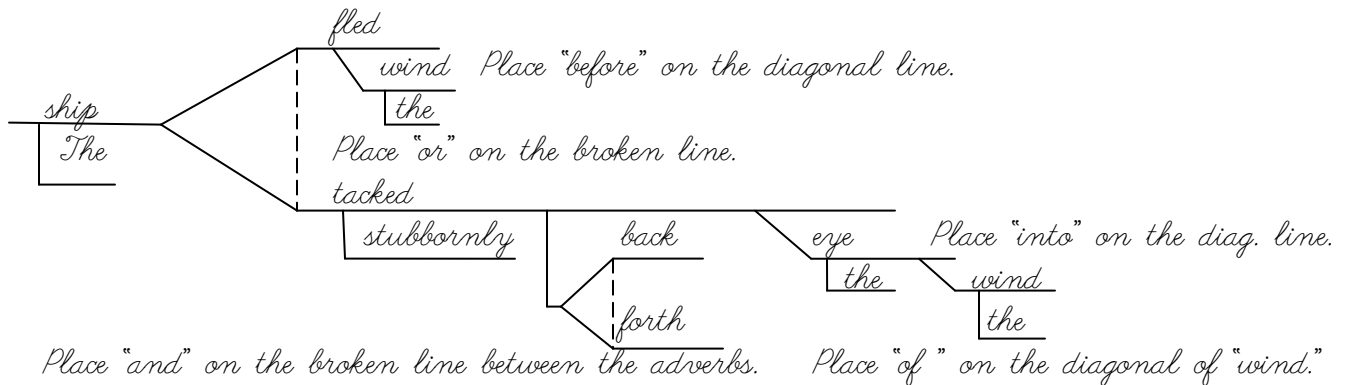 fled
wind Place “before” on the diagonal line.
ship
the
The
Place “or” on the broken line.
tacked
stubbornly back eye Place “into” on the diag. line.
the wind
forth the
Place “and” on the broken line between the adverbs. Place “of ” on the diagonal of “wind.”